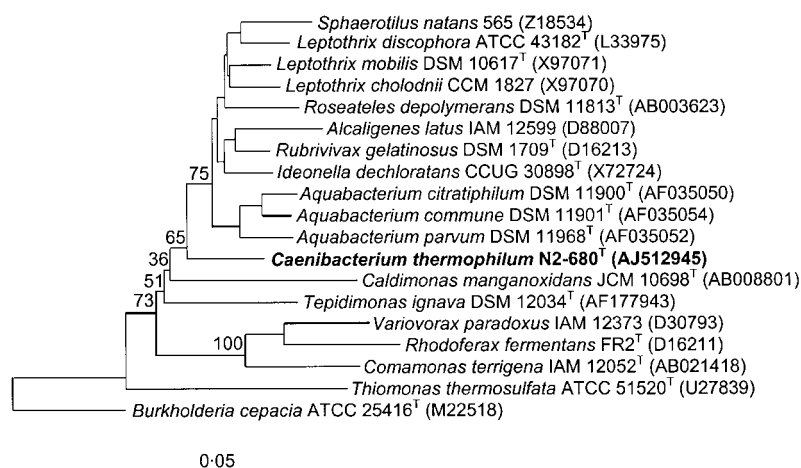 Sphaerotilus natans 565 (Z18534)
Leptothrix discophora ATCC 43182ᵀ (L33975)
Leptothrix mobilis DSM 10617ᵀ (X97071)
Leptothrix cholodnii CCM 1827 (X97070)
Roseateles depolymerans DSM 11813ᵀ (AB003623)
Alcaligenes latus IAM 12599 (D88007)
Rubrivivax gelatinosus DSM 1709ᵀ (D16213)
Ideonella dechloratans CCUG 30898ᵀ (X72724)
75
Aquabacterium citratiphilum DSM 11900ᵀ (AF035050)
Aquabacterium commune DSM 11901ᵀ (AF035054)
Aquabacterium parvum DSM 11968ᵀ (AF035052)
65
Caenibacterium thermophilum N2-680ᵀ (AJ512945)
36
Caldimonas manganoxidans JCM 10698ᵀ (AB008801)
51
Tepidimonas ignava DSM 12034ᵀ (AF177943)
73
Variovorax paradoxus IAM 12373 (D30793)
100
Rhodoferax fermentans FR2ᵀ (D16211)
Comamonas terrigena IAM 12052ᵀ (AB021418)
Thiomonas thermosulfata ATCC 51520ᵀ (U27839)
Burkholderia cepacia ATCC 25416ᵀ (M22518)
0·05